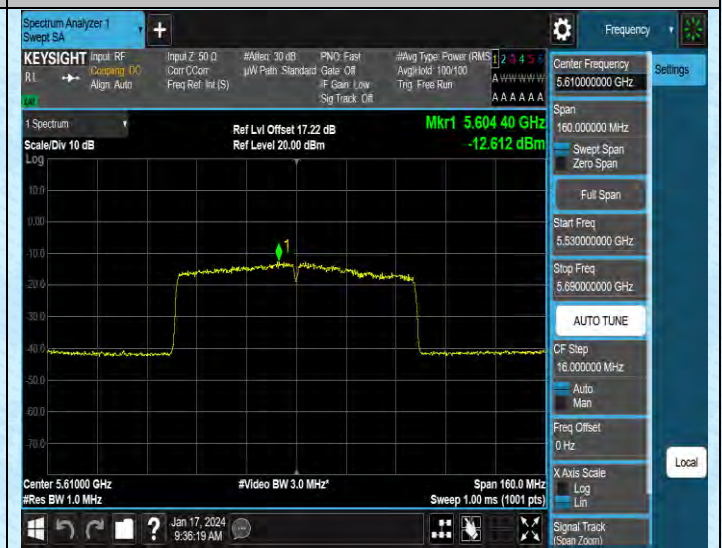 Spectrum Analyzer 1
Swept SA
+
Frequency
KEYSIGHT
RL
Input: RF
Coupling: DC
Align: Auto
Input Z: 50 Ω
Corr CCorr
Freq Ref: Int (S)
#Atten: 30 dB
µW Path: Standard
PNO: Fast
Gate: Off
IF Gain: Low
Sig Track: Off
#Avg Type: Power (RMS
Avg|Hold: 100/100
Trig: Free Run
1 2 3 4 5 6
A W W W W W
A A A A A A
1 Spectrum
Scale/Div 10 dB
Log
Ref Lvl Offset 17.22 dB
Ref Level 20.00 dBm
Mkr1 5.604 40 GHz
-12.612 dBm
10.0
0.00
-10.0
-20.0
-30.0
-40.0
-50.0
-60.0
-70.0
1
Center 5.61000 GHz
#Res BW 1.0 MHz
#Video BW 3.0 MHz*
Span 160.0 MHz
Sweep 1.00 ms (1001 pts)
Jan 17, 2024
9:36:19 AM
?
Center Frequency
5.610000000 GHz
Span
160.000000 MHz
Swept Span
Zero Span
Full Span
Start Freq
5.530000000 GHz
Stop Freq
5.690000000 GHz
AUTO TUNE
CF Step
16.000000 MHz
Auto
Man
Freq Offset
0 Hz
X Axis Scale
Log
Lin
Signal Track
(Span Zoom)
Settings
Local